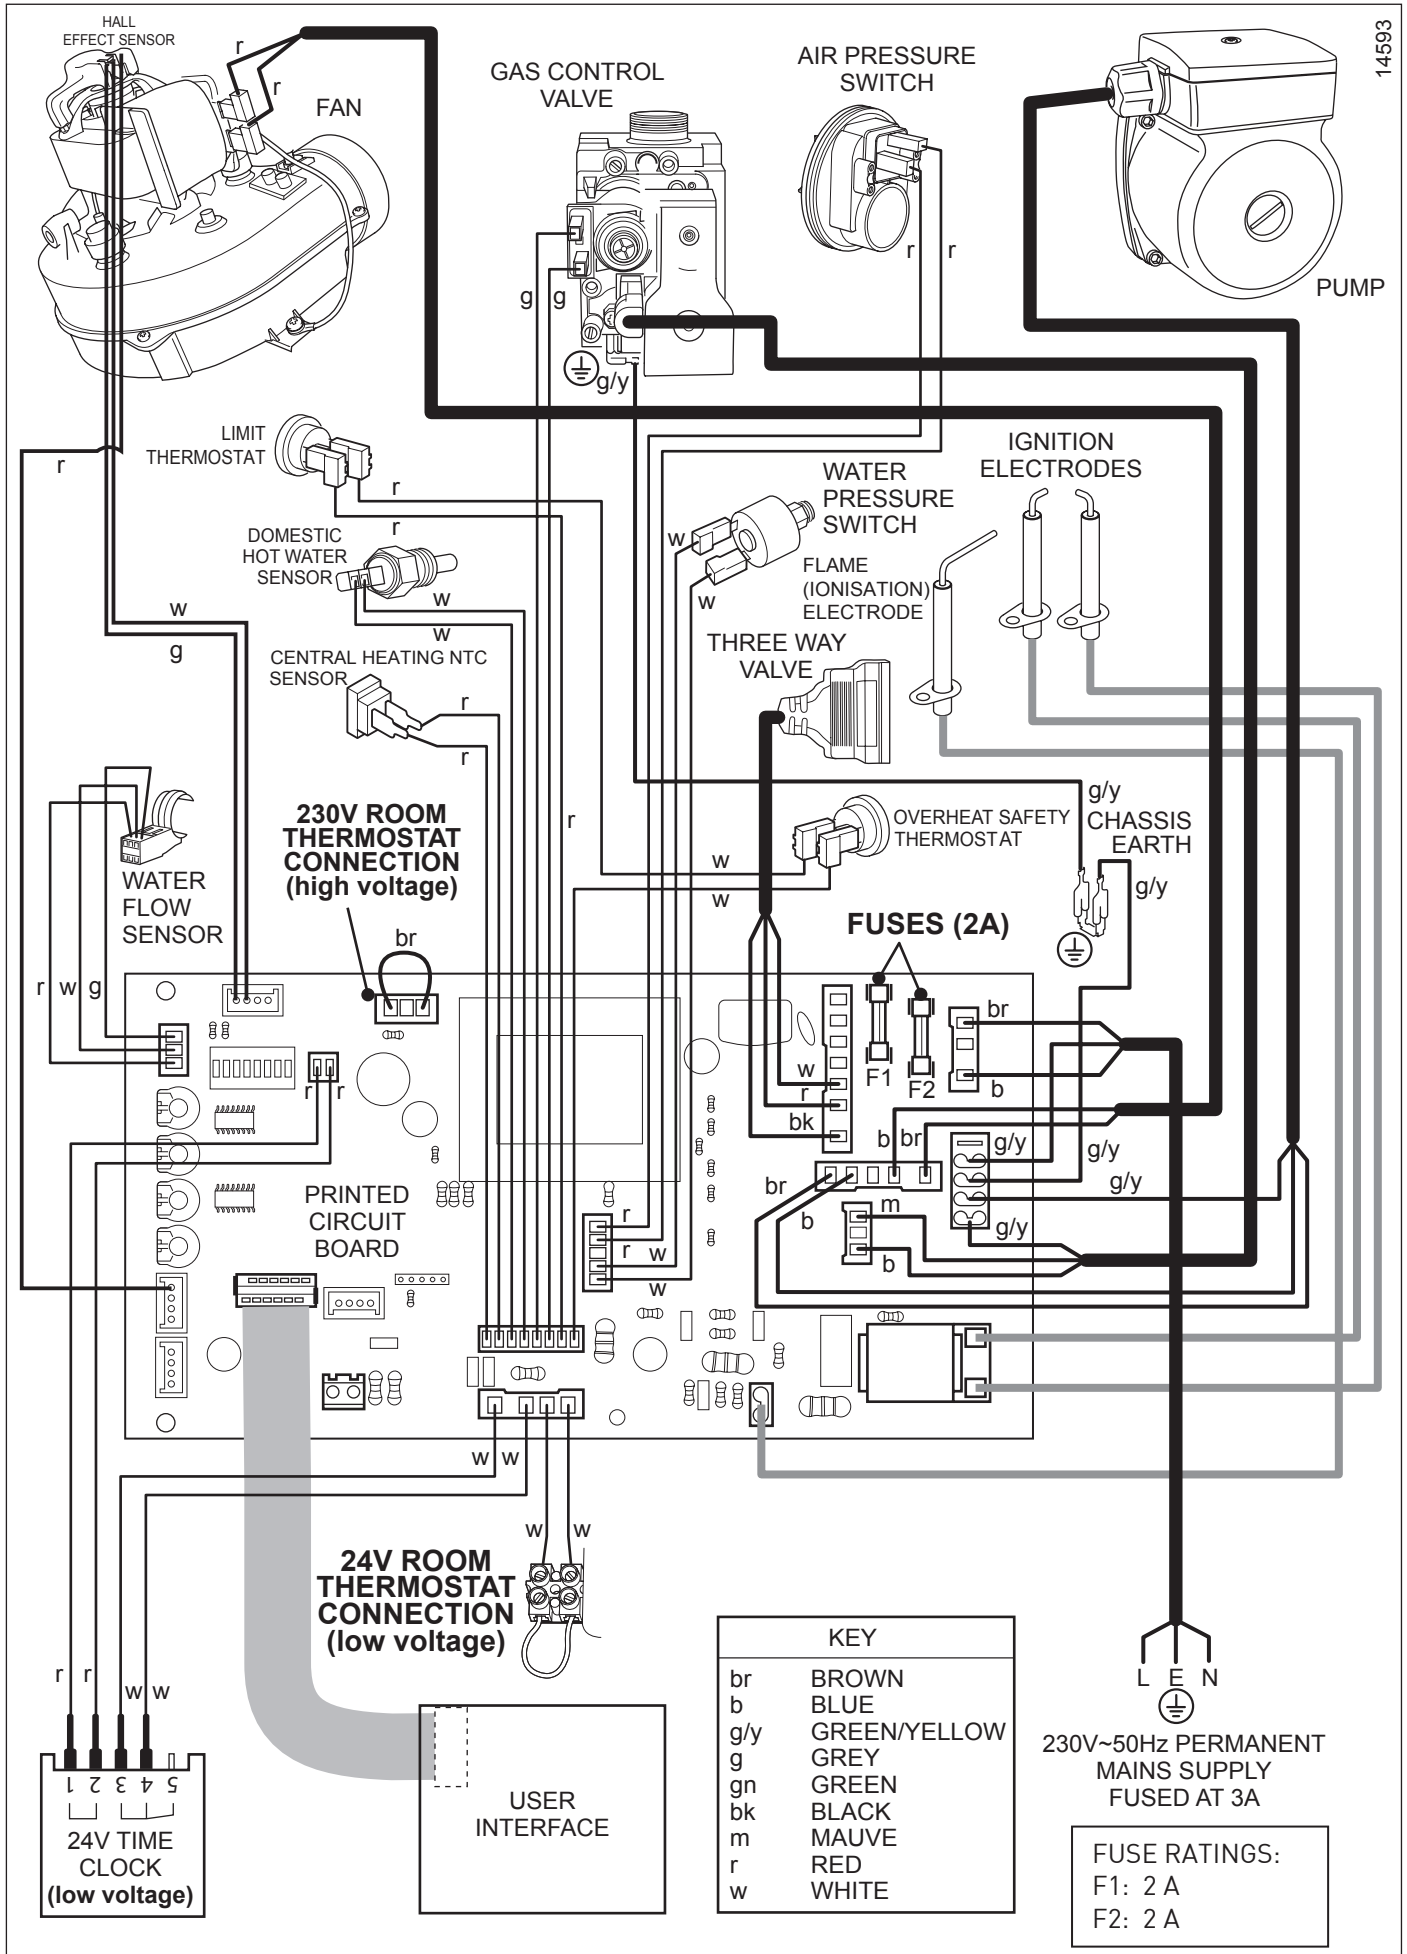 HALL
EFFECT SENSOR
r
r
FAN
GAS CONTROL
VALVE
AIR PRESSURE
SWITCH
14593
PUMP
r
r
g
g
g/y
LIMIT
THERMOSTAT
r
r
r
IGNITION
ELECTRODES
WATER
PRESSURE
SWITCH
w
w
DOMESTIC
HOT WATER
SENSOR
w
w
FLAME
(IONISATION)
ELECTRODE
w
g
CENTRAL HEATING NTC
SENSOR
r
r
THREE WAY
VALVE
g/y
CHASSIS
EARTH
g/y
230V ROOM
THERMOSTAT
CONNECTION
(high voltage)
r
OVERHEAT SAFETY
THERMOSTAT
w
w
WATER
FLOW
SENSOR
br
FUSES (2A)
r
w
g
br
F1
F2
b
r
r
w
r
bk
b
br
g/y
g/y
g/y
br
b
m
g/y
b
PRINTED
CIRCUIT
BOARD
r
r
w
w
w
w
w
w
24V ROOM
THERMOSTAT
CONNECTION
(low voltage)
L
E
N
230V~50Hz PERMANENT
MAINS SUPPLY
FUSED AT 3A
KEY
br BROWN
b BLUE
g/y GREEN/YELLOW
g GREY
gn GREEN
bk BLACK
m MAUVE
r RED
w WHITE
r
r
w
w
1 2 3 4 5
24V TIME
CLOCK
(low voltage)
USER
INTERFACE
FUSE RATINGS:
F1: 2 A
F2: 2 A